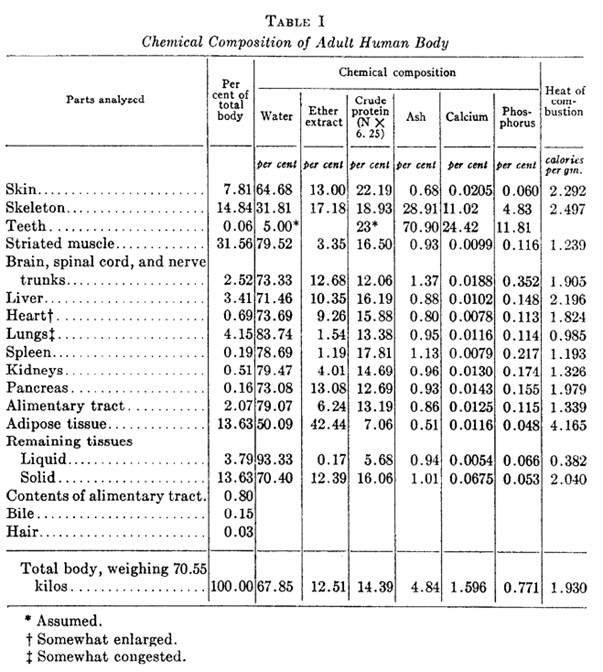 TABLE I
Chemical Composition of Adult Human Body
Parts analyzed
Per cent of total body
Chemical composition
Heat of com-
bustion
Water
Ether extract
Crude protein (N × 6.25)
Ash
Calcium
Phos-
phorus
per cent per cent per cent per cent per cent per cent calories per gm.
Skin........................ 7.81 64.68 13.00 22.19 0.68 0.0205 0.060 2.292
Skeleton.................... 14.84 31.81 17.18 18.93 28.91 11.02 4.83 2.497
Teeth....................... 0.06 5.00* 23* 70.90 24.42 11.81
Striated muscle............. 31.56 79.52 3.35 16.50 0.93 0.0099 0.116 1.239
Brain, spinal cord, and nerve
trunks.................... 2.52 73.33 12.68 12.06 1.37 0.0188 0.352 1.905
Liver....................... 3.41 71.46 10.35 16.19 0.88 0.0102 0.148 2.196
Heart†...................... 0.69 73.69 9.26 15.88 0.80 0.0078 0.113 1.824
Lungs‡...................... 4.15 83.74 1.54 13.38 0.95 0.0116 0.114 0.985
Spleen...................... 0.19 78.69 1.19 17.81 1.13 0.0079 0.217 1.193
Kidneys..................... 0.51 79.47 4.01 14.69 0.96 0.0130 0.174 1.326
Pancreas.................... 0.16 73.08 13.08 12.69 0.93 0.0143 0.155 1.979
Alimentary tract............ 2.07 79.07 6.24 13.19 0.86 0.0125 0.115 1.339
Adipose tissue.............. 13.63 50.09 42.44 7.06 0.51 0.0116 0.048 4.165
Remaining tissues
Liquid.................... 3.79 93.33 0.17 5.68 0.94 0.0054 0.066 0.382
Solid..................... 13.63 70.40 12.39 16.06 1.01 0.0675 0.053 2.040
Contents of alimentary tract. 0.80
Bile........................ 0.15
Hair........................ 0.03
Total body, weighing 70.55
kilos..................... 100.00 67.85 12.51 14.39 4.84 1.596 0.771 1.930
* Assumed.
† Somewhat enlarged.
‡ Somewhat congested.